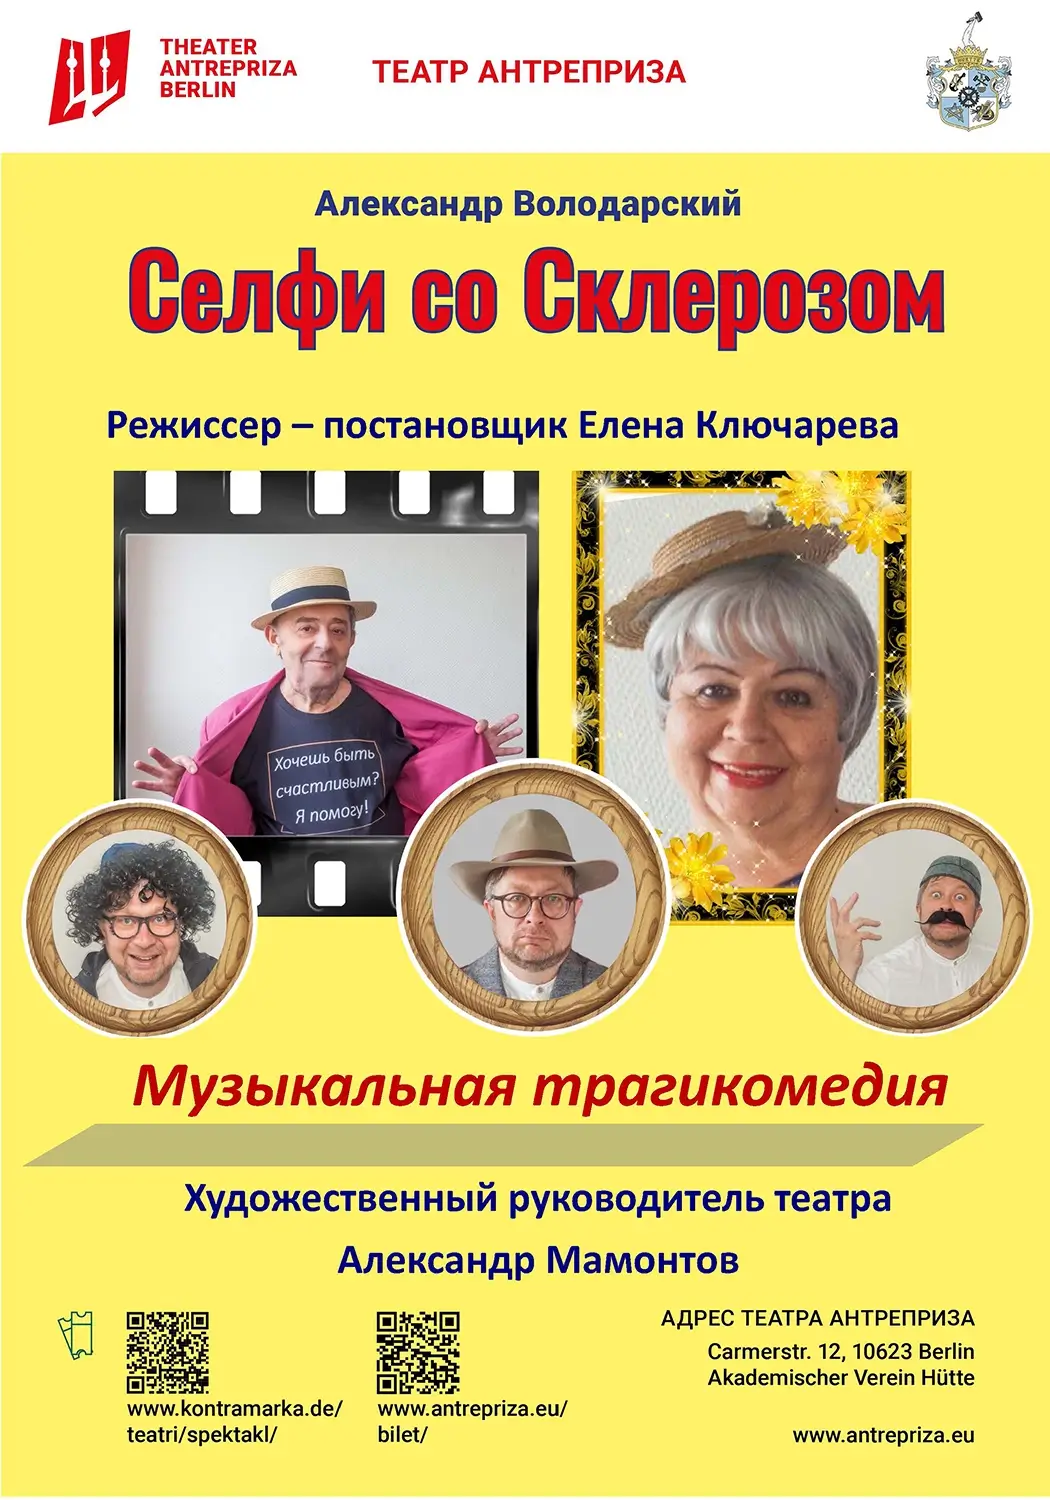 THEATER
ANTREPRIZA
BERLIN
ТЕАТР АНТРЕПРИЗА
Александр Володарский
Селфи со Склерозом
Режиссер – постановщик Елена Ключарева
Хочешь быть
счастливым?
Я помогу!
Музыкальная трагикомедия
Художественный руководитель театра
Александр Мамонтов
www.kontramarka.de/
teatri/spektakl/
www.antrepriza.eu/
bilet/
АДРЕС ТЕАТРА АНТРЕПРИЗА
Carmerstr. 12, 10623 Berlin
Akademischer Verein Hütte
www.antrepriza.eu